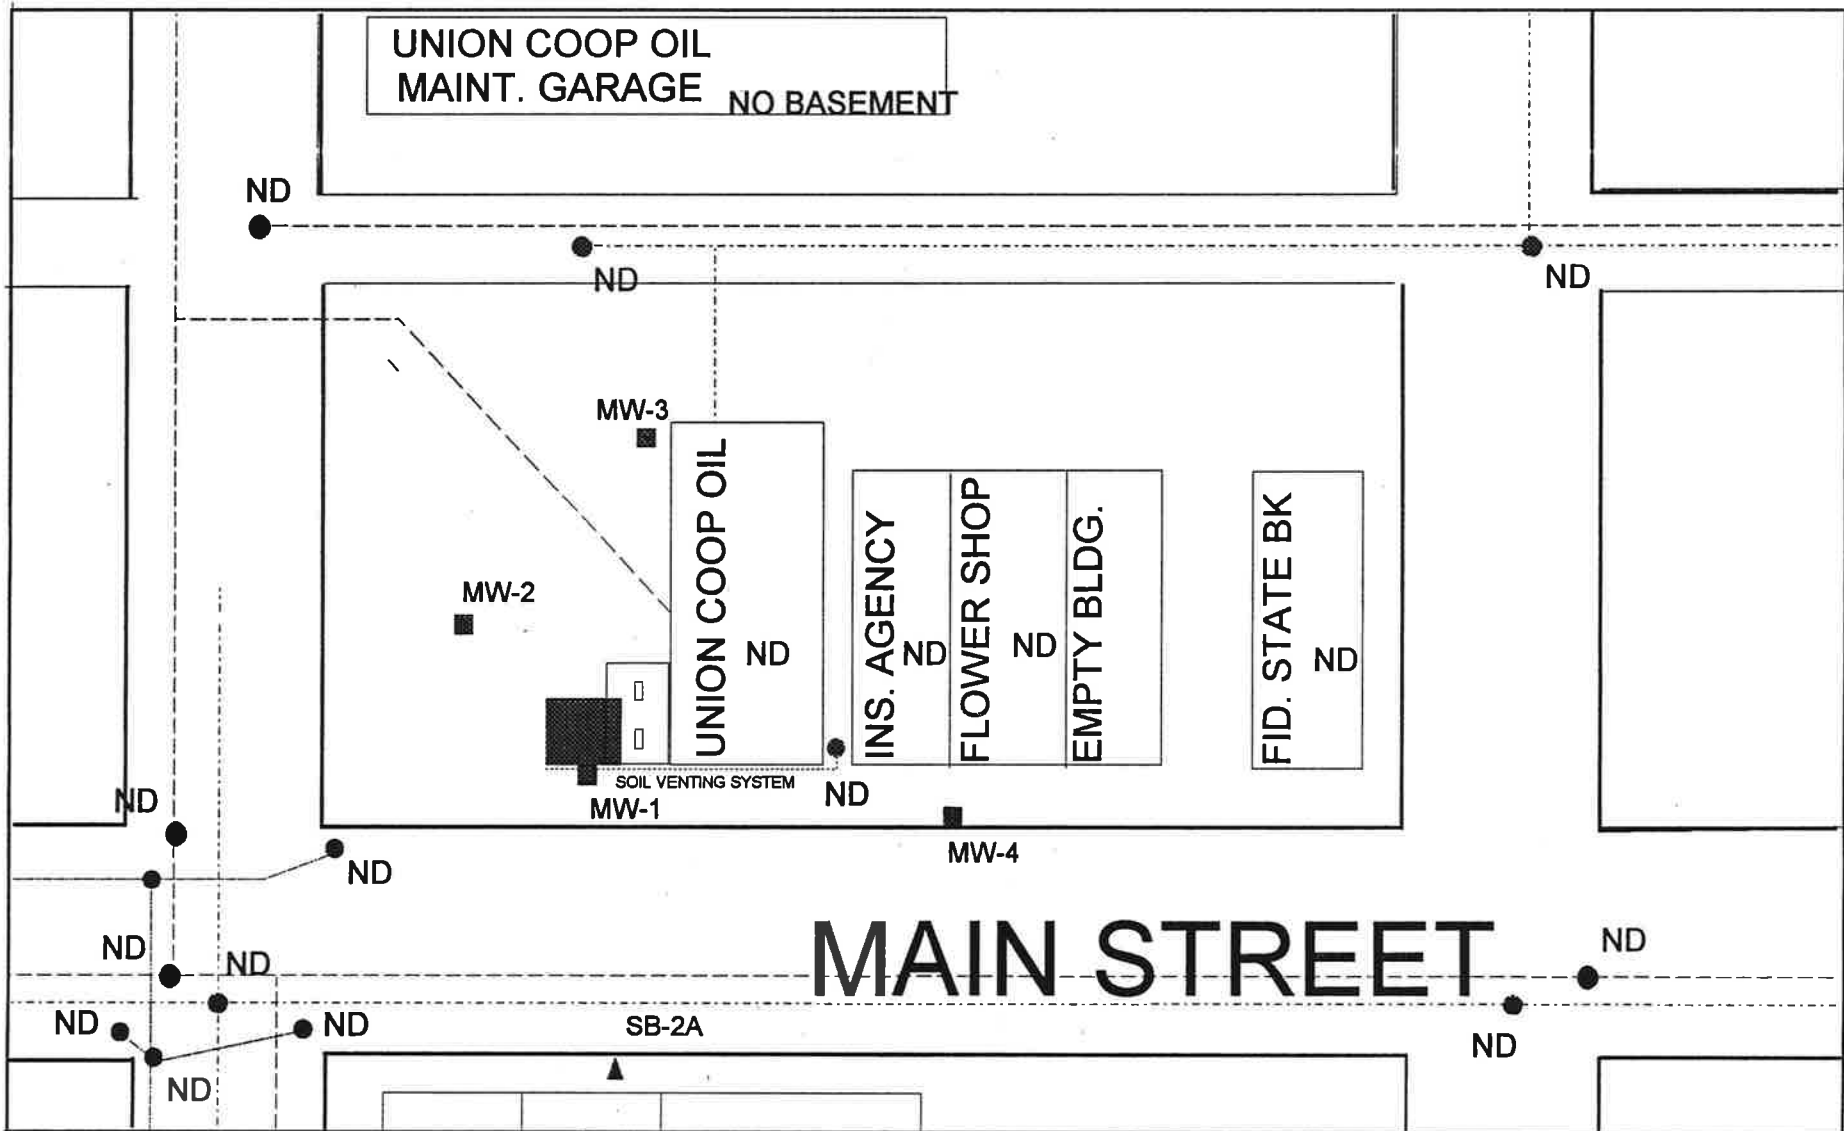 UNION COOP OIL
MAINT. GARAGE
NO BASEMENT
ND
ND
ND
MW-3
MW-2
UNION COOP OIL
ND
INS. AGENCY
ND
FLOWER SHOP
ND
EMPTY BLDG.
FID. STATE BK
ND
SOIL VENTING SYSTEM
MW-1
ND
ND
MW-4
ND
MAIN STREET
ND
ND
ND
ND
ND
SB-2A
ND
ND